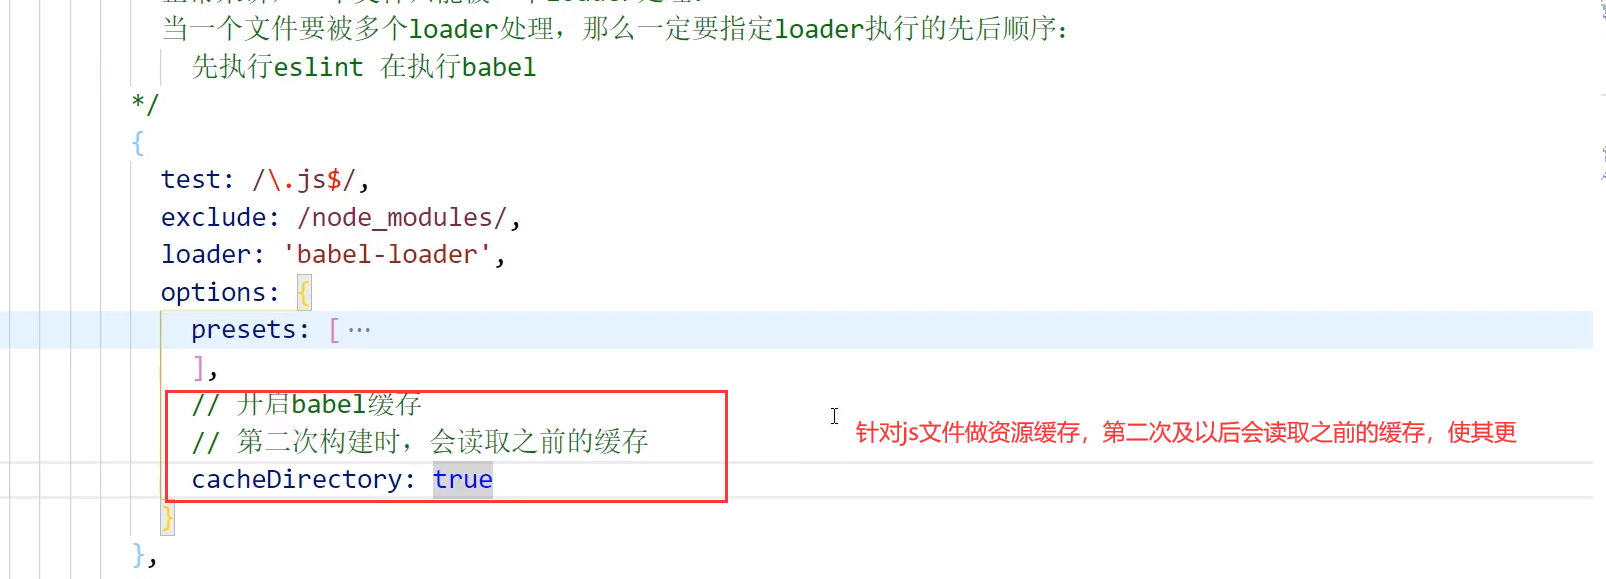 当一个文件要被多个loader处理，那么一定要指定loader执行的先后顺序：
先执行eslint 在执行babel
*/
{
test: /\.js$/,
exclude: /node_modules/,
loader: 'babel-loader',
options: {
presets: [ ···
],
// 开启babel缓存
// 第二次构建时，会读取之前的缓存
cacheDirectory: true
针对js文件做资源缓存，第二次及以后会读取之前的缓存，使其更
}
},